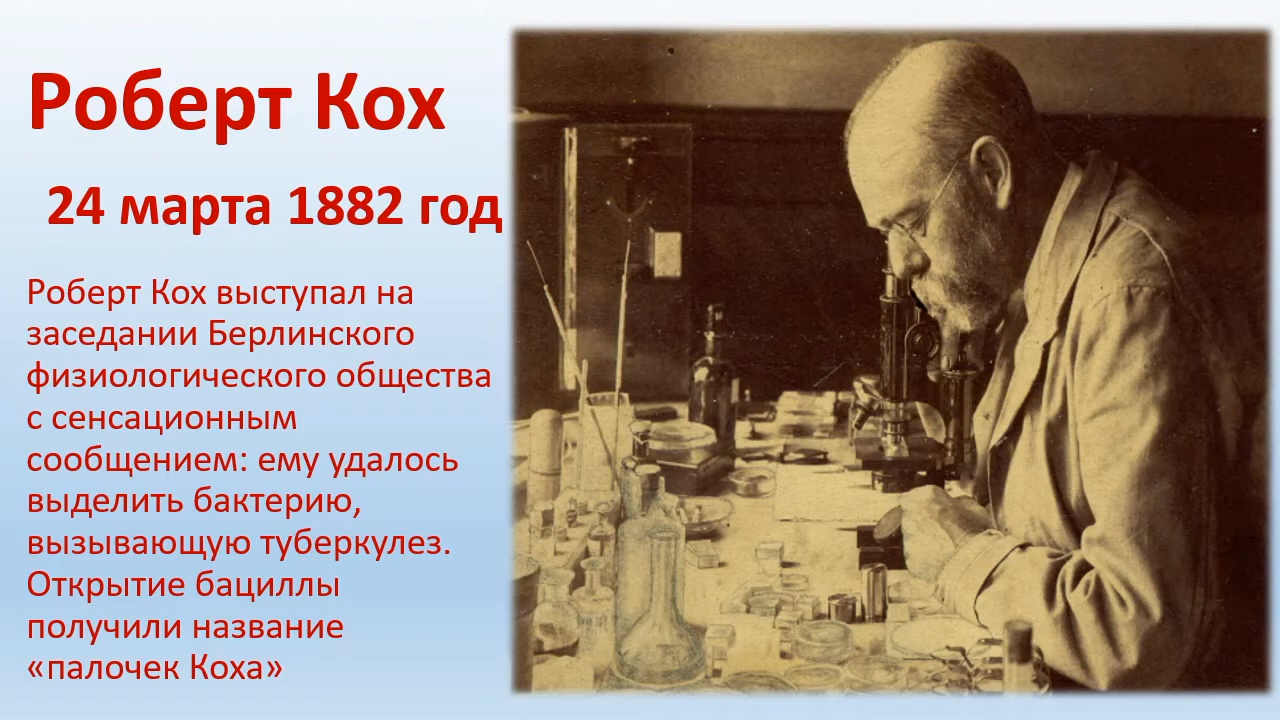 Роберт Кох
24 марта 1882 год
Роберт Кох выступал на
заседании Берлинского
физиологического общества
с сенсационным
сообщением: ему удалось
выделить бактерию,
вызывающую туберкулез.
Открытие бациллы
получили название
«палочек Коха»